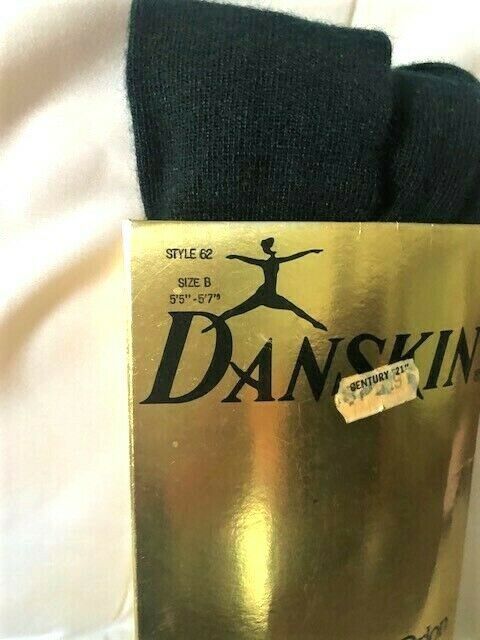 STYLE 62
SIZE B
5'5"-5'7"
DANSKIN
CENTURY "21"